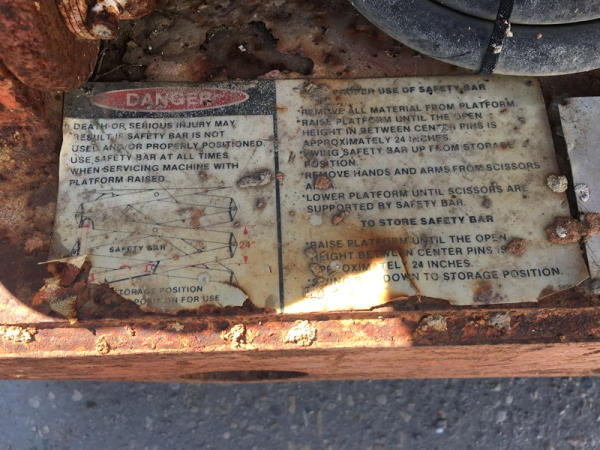 DANGER
DEATH OR SERIOUS INJURY MAY
RESULT IF SAFETY BAR IS NOT
USED AND/OR PROPERLY POSITIONED.
USE SAFETY BAR AT ALL TIMES
WHEN SERVICING MACHINE WITH
PLATFORM RAISED.
SAFETY BAR
24"
STORAGE POSITION
POSITION FOR USE
PROPER USE OF SAFETY BAR
*REMOVE ALL MATERIAL FROM PLATFORM.
*RAISE PLATFORM UNTIL THE OPEN
HEIGHT IN BETWEEN CENTER PINS IS
APPROXIMATELY 24 INCHES.
*SWING SAFETY BAR UP FROM STORAGE
POSITION.
*REMOVE HANDS AND ARMS FROM SCISSORS
*LOWER PLATFORM UNTIL SCISSORS ARE
SUPPORTED BY SAFETY BAR.
TO STORE SAFETY BAR
*RAISE PLATFORM UNTIL THE OPEN
HEIGHT BETWEEN CENTER PINS IS
APPROXIMATELY 24 INCHES.
DOWN TO STORAGE POSITION.